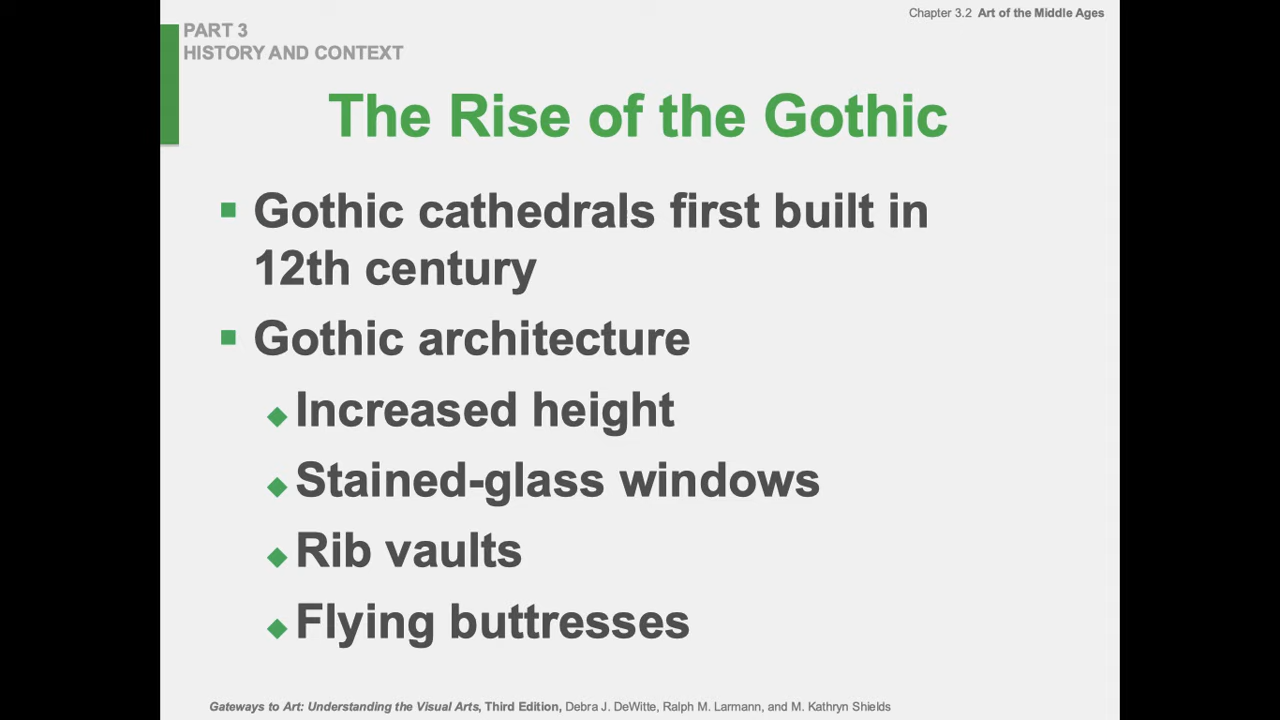 Chapter 3.2 Art of the Middle Ages
PART 3
HISTORY AND CONTEXT
The Rise of the Gothic
Gothic cathedrals first built in
12th century
Gothic architecture
Increased height
Stained-glass windows
Rib vaults
Flying buttresses
Gateways to Art: Understanding the Visual Arts, Third Edition, Debra J. DeWitte, Ralph M. Larmann, and M. Kathryn Shields